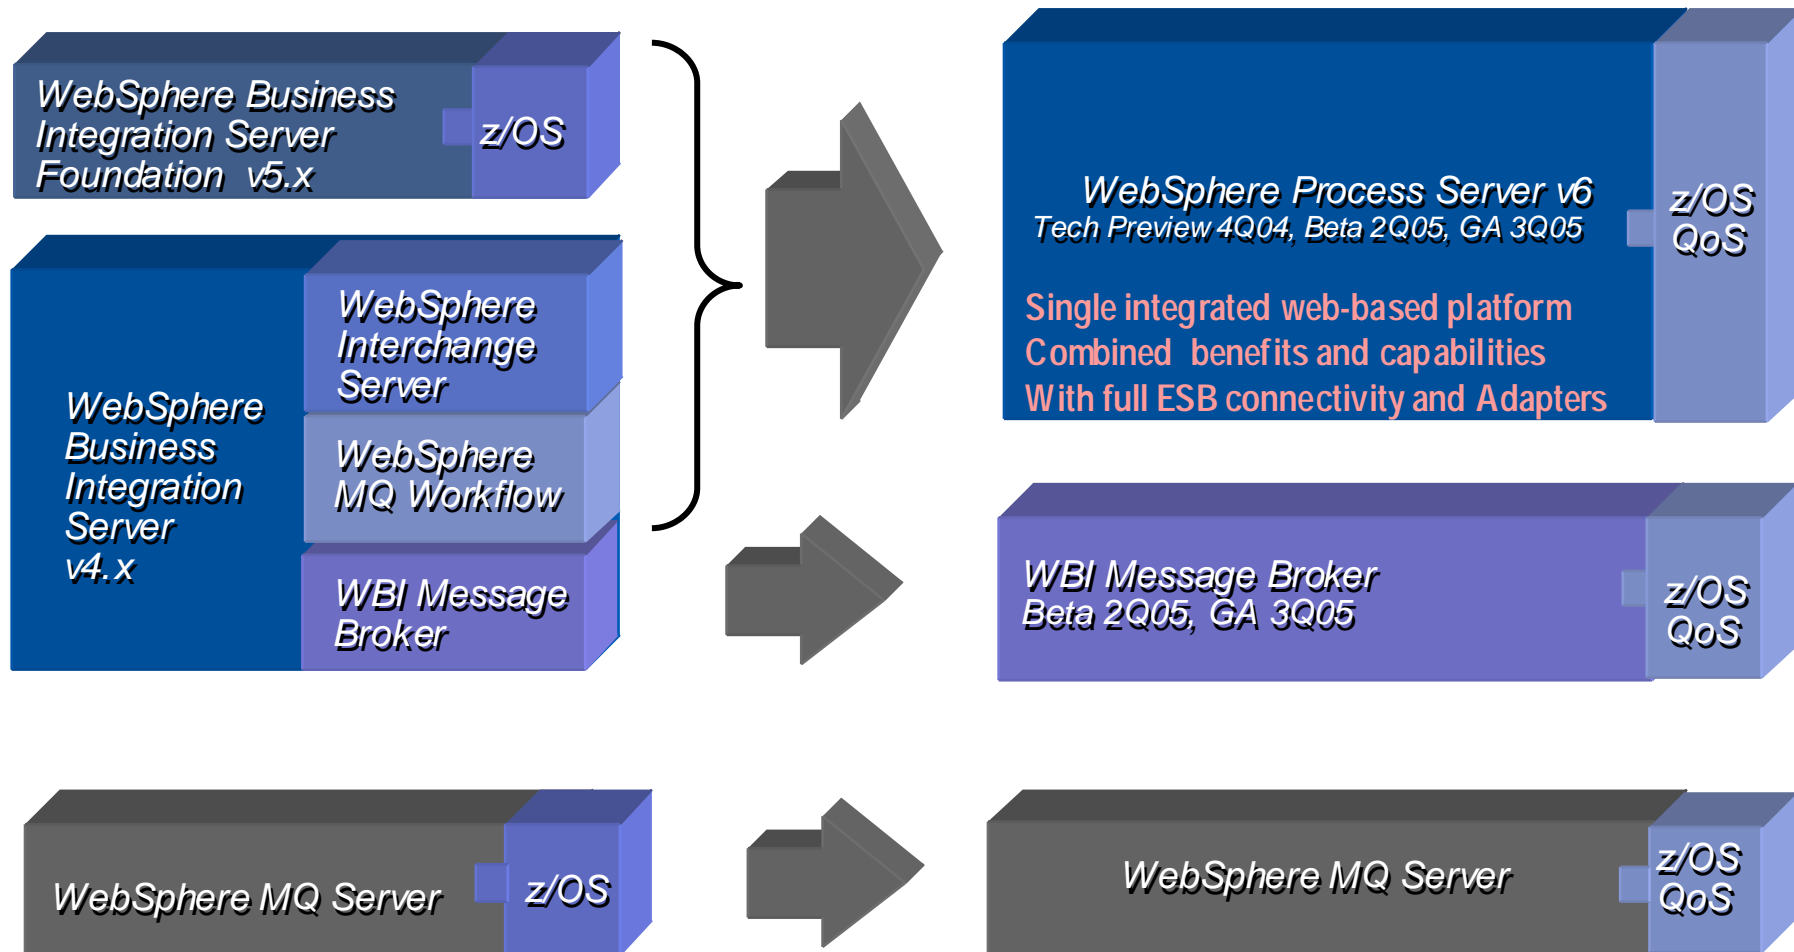 WebSphere Business
Integration Server
Foundation v5.x
z/OS
WebSphere
Business
Integration
Server
v4.x
WebSphere
Interchange
Server
WebSphere
MQ Workflow
WBI Message
Broker
WebSphere MQ Server
z/OS
WebSphere Process Server v6
Tech Preview 4Q04, Beta 2Q05, GA 3Q05
Single integrated web-based platform
Combined benefits and capabilities
With full ESB connectivity and Adapters
z/OS
QoS
WBI Message Broker
Beta 2Q05, GA 3Q05
z/OS
QoS
WebSphere MQ Server
z/OS
QoS